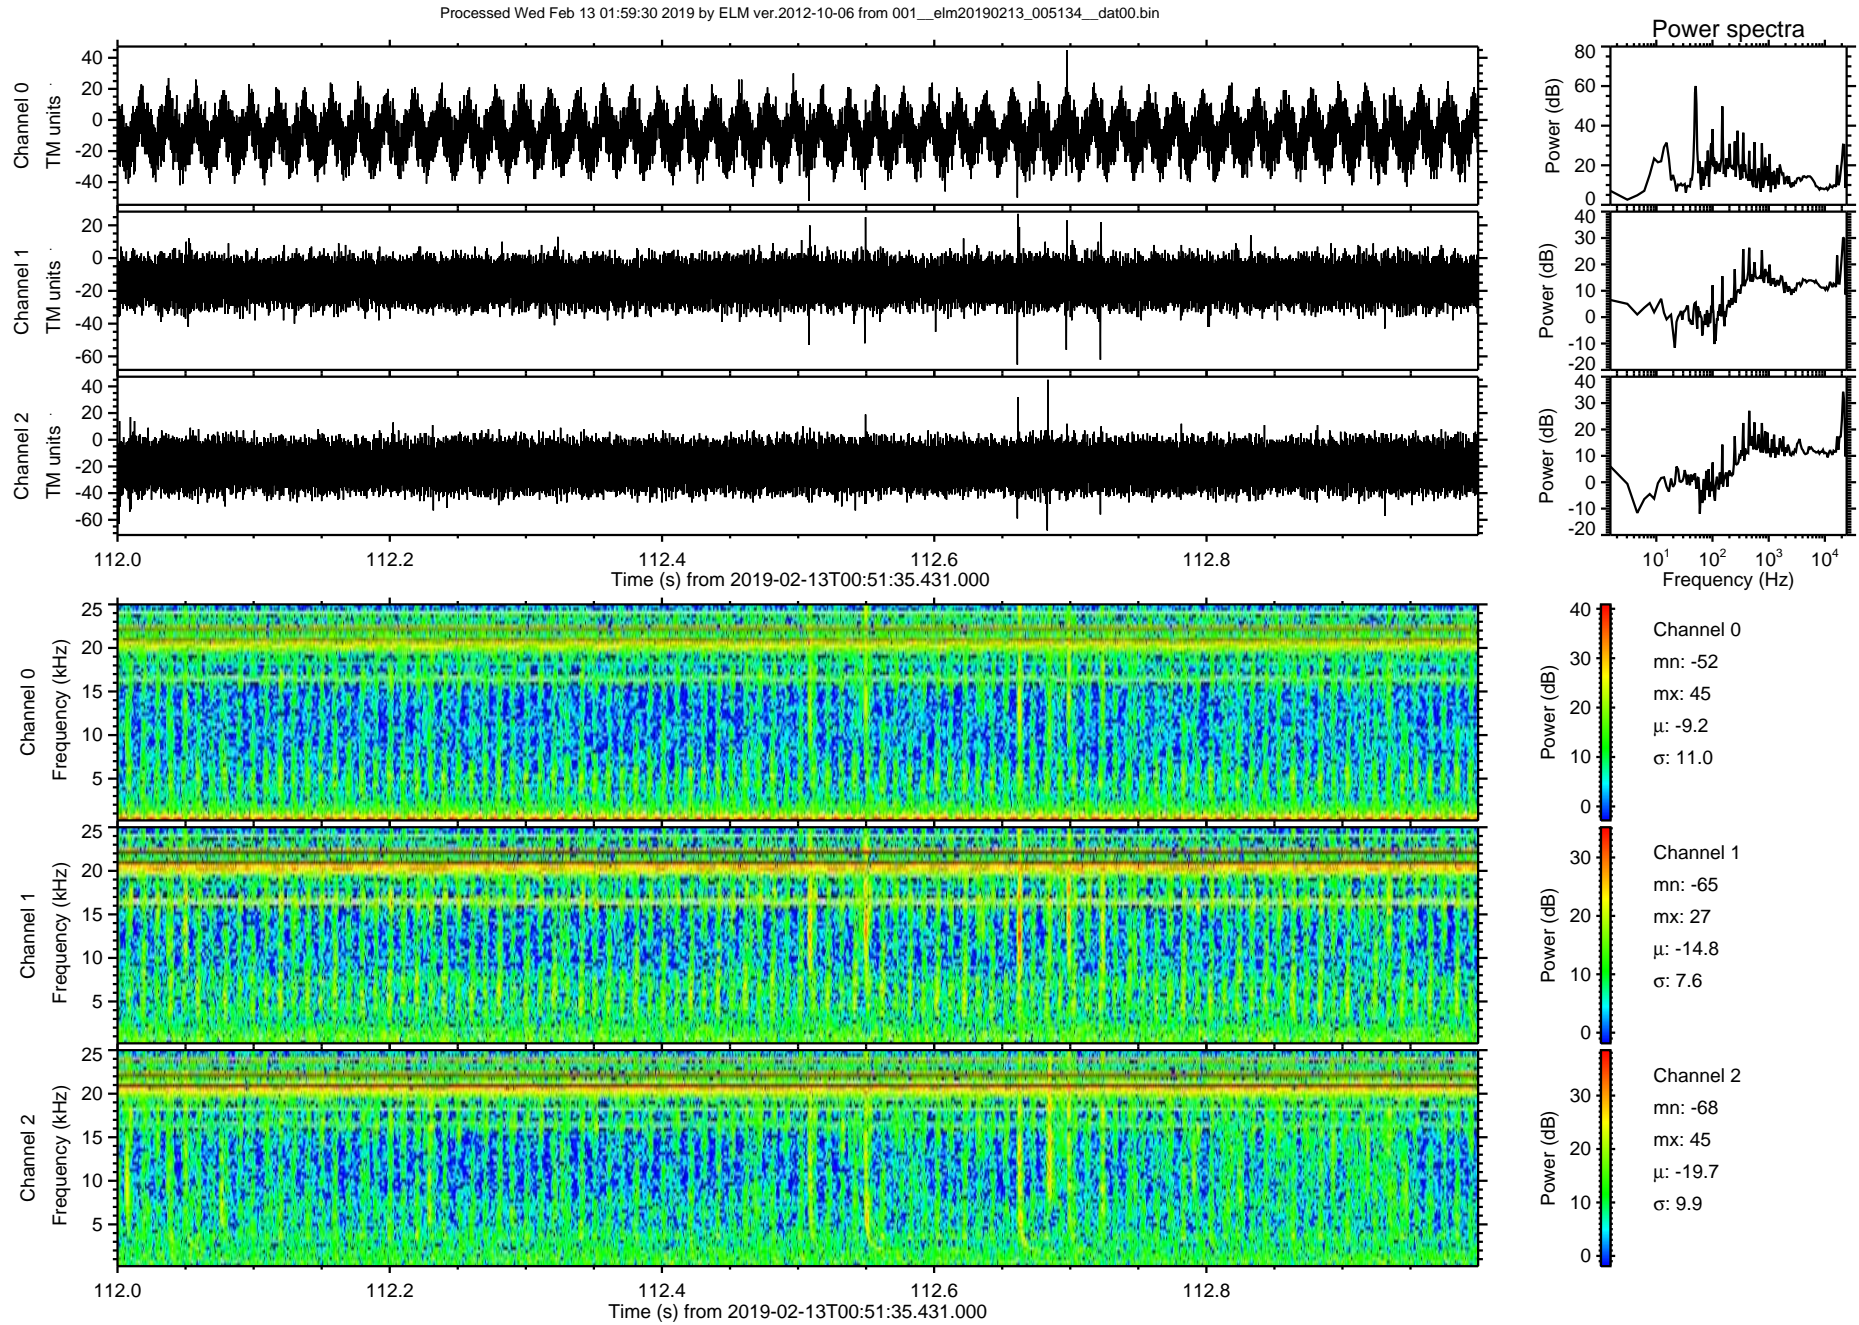 Processed Wed Feb 13 01:59:30 2019 by ELM ver.2012-10-06 from 001__elm20190213_005134__dat00.bin
Power spectra
Channel 0
TM units
40
20
0
-20
-40
Power (dB)
80
60
40
20
0
Channel 1
TM units
20
0
-20
-40
-60
Power (dB)
40
30
20
10
0
-10
-20
Channel 2
TM units
40
20
0
-20
-40
-60
Power (dB)
40
30
20
10
0
-10
-20
112.0 112.2 112.4 112.6 112.8
Time (s) from 2019-02-13T00:51:35.431.000
10¹ 10² 10³ 10⁴
Frequency (Hz)
Channel 0
Frequency (kHz)
25
20
15
10
5
Power (dB)
40
30
20
10
0
Channel 0
mn: -52
mx: 45
μ: -9.2
σ: 11.0
Channel 1
Frequency (kHz)
25
20
15
10
5
Power (dB)
30
20
10
0
Channel 1
mn: -65
mx: 27
μ: -14.8
σ: 7.6
Channel 2
Frequency (kHz)
25
20
15
10
5
Power (dB)
30
20
10
0
Channel 2
mn: -68
mx: 45
μ: -19.7
σ: 9.9
112.0 112.2 112.4 112.6 112.8
Time (s) from 2019-02-13T00:51:35.431.000